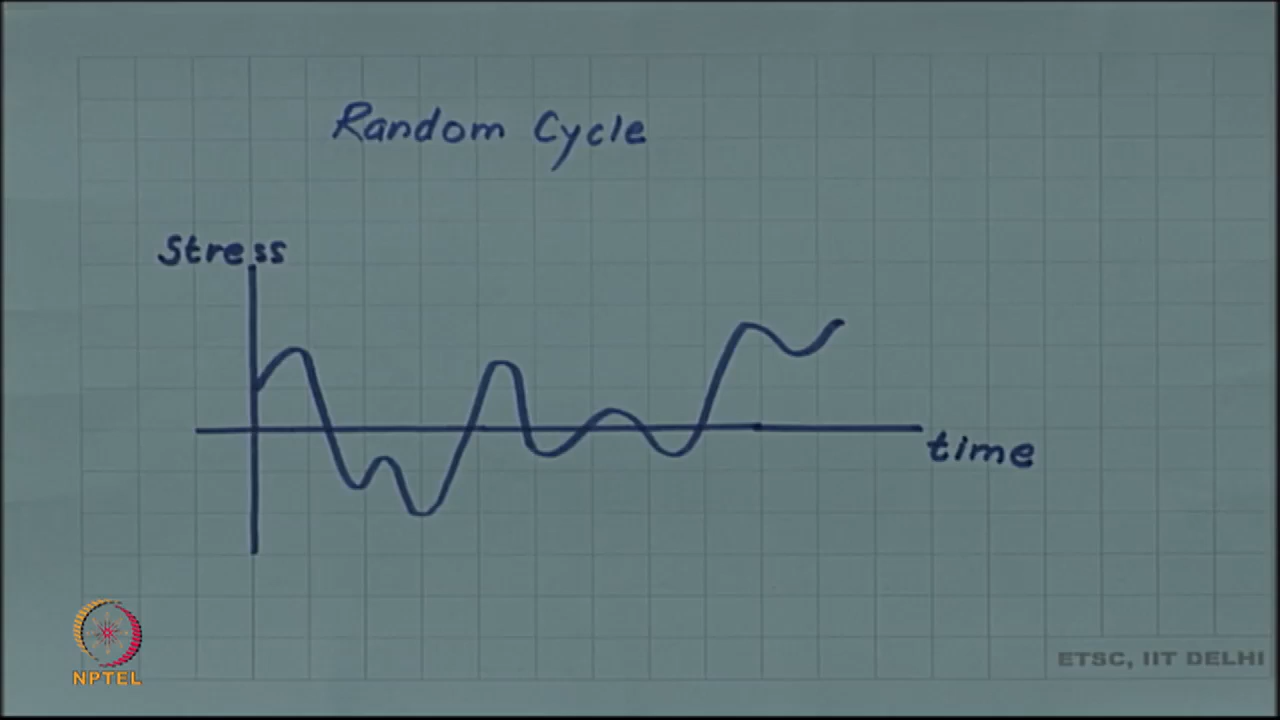 Random Cycle
Stress
time
NPTEL
ETSC, IIT DELHI